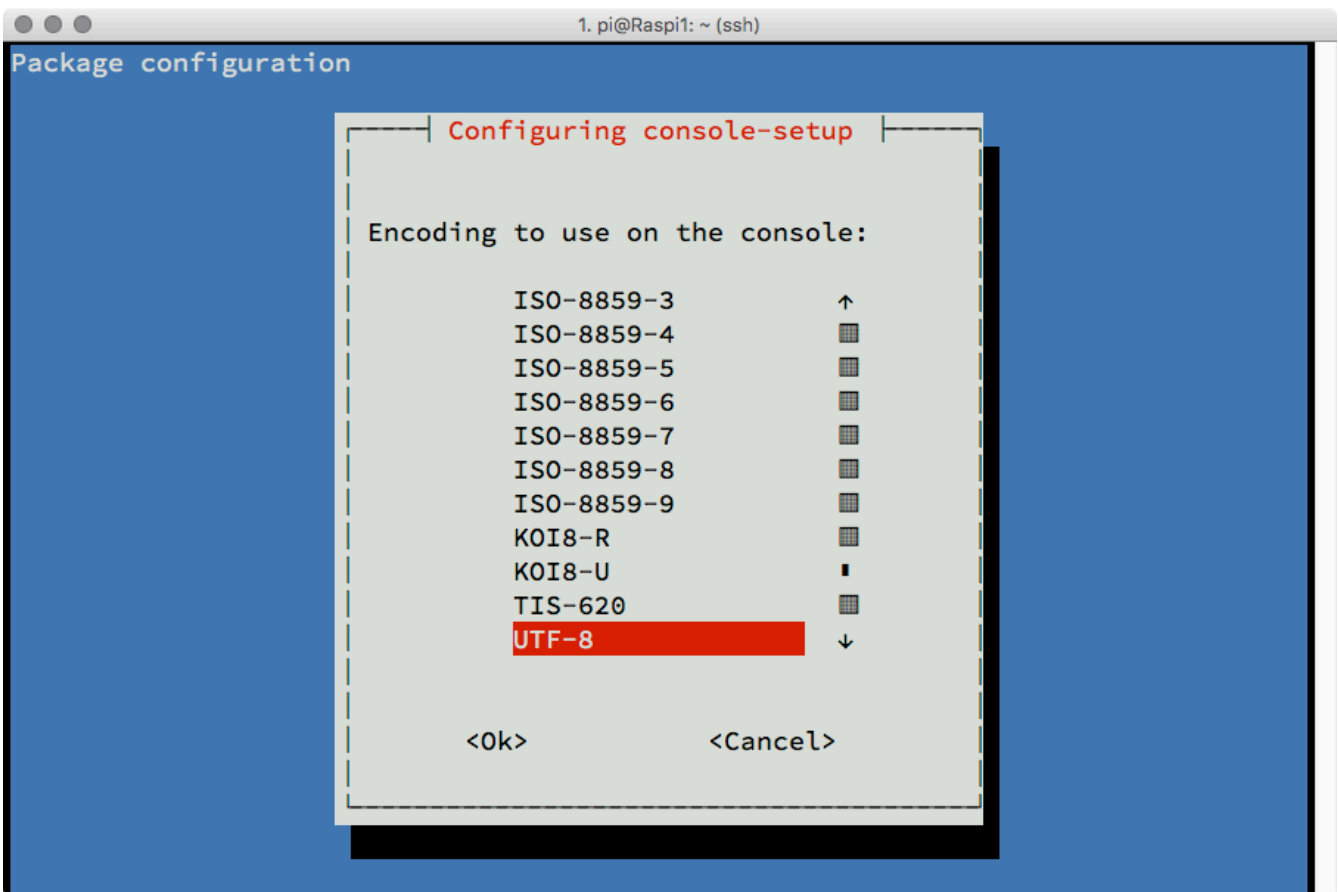 1. pi@Raspi1: ~ (ssh)
Package configuration
Configuring console-setup
Encoding to use on the console:
ISO-8859-3 ↑
ISO-8859-4
ISO-8859-5
ISO-8859-6
ISO-8859-7
ISO-8859-8
ISO-8859-9
KOI8-R
KOI8-U
TIS-620
UTF-8 ↓
<Ok> <Cancel>